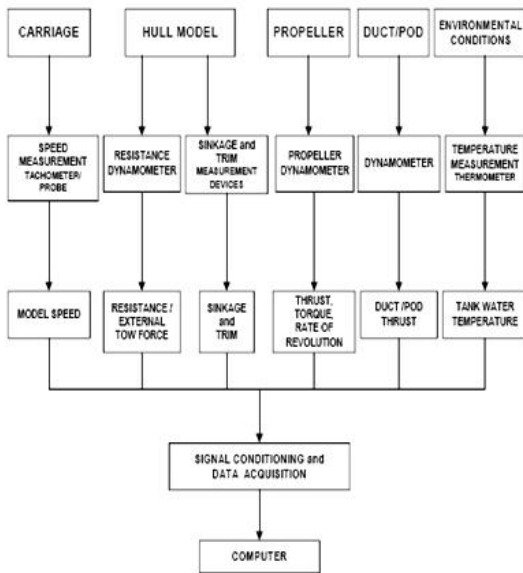 CARRIAGE
HULL MODEL
PROPELLER
DUCT/POD
ENVIRONMENTAL
CONDITIONS
SPEED
MEASUREMENT
TACHOMETER/
PROBE
RESISTANCE
DYNAMOMETER
SINKAGE and
TRIM
MEASUREMENT
DEVICES
PROPELLER
DYNAMOMETER
DYNAMOMETER
TEMPERATURE
MEASUREMENT
THERMOMETER
MODEL SPEED
RESISTANCE /
EXTERNAL
TOW FORCE
SINKAGE
and
TRIM
THRUST,
TORQUE,
RATE OF
REVOLUTION
DUCT /POD
THRUST
TANK WATER
TEMPERATURE
SIGNAL CONDITIONING and
DATA ACQUISITION
COMPUTER